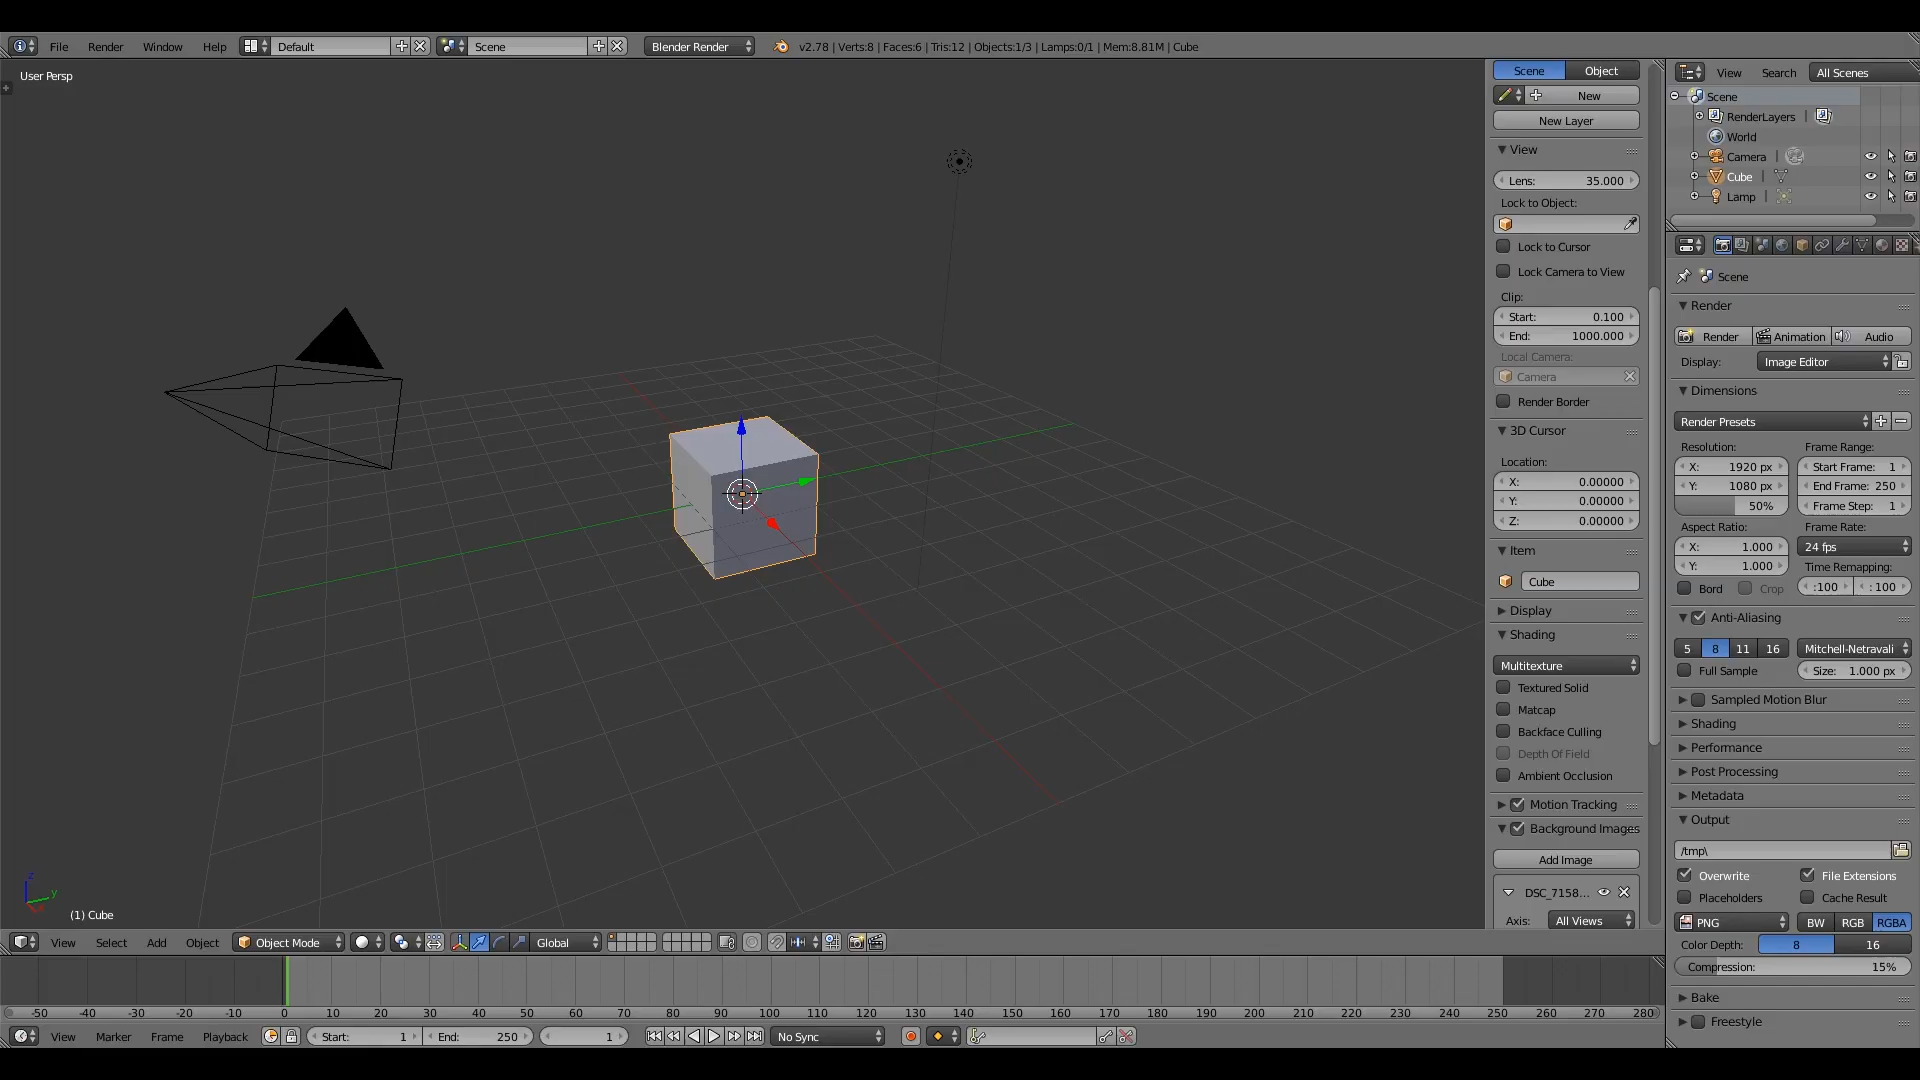 File Render Window Help Default Scene Blender Render v2.78 | Verts:8 | Faces:6 | Tris:12 | Objects:1/3 | Lamps:0/1 | Mem:8.81M | Cube
User Persp
(1) Cube
Scene Object
New
New Layer
View
Lens: 35.000
Lock to Object:
Lock to Cursor
Lock Camera to View
Clip:
Start: 0.100
End: 1000.000
Local Camera:
Camera
Render Border
3D Cursor
Location:
X: 0.00000
Y: 0.00000
Z: 0.00000
Item
Cube
Display
Shading
Multitexture
Textured Solid
Matcap
Backface Culling
Depth Of Field
Ambient Occlusion
Motion Tracking
Background Images
Add Image
DSC_7158...
Axis: All Views
View Search All Scenes
Scene
RenderLayers |
World
Camera |
Cube |
Lamp |
Scene
Render
Render Animation Audio
Display: Image Editor
Dimensions
Render Presets
Resolution: Frame Range:
X: 1920 px Start Frame: 1
Y: 1080 px End Frame: 250
50% Frame Step: 1
Aspect Ratio: Frame Rate:
X: 1.000 24 fps
Y: 1.000 Time Remapping:
Bord Crop :100 : 100
Anti-Aliasing
5 8 11 16 Mitchell-Netravali
Full Sample Size: 1.000 px
Sampled Motion Blur
Shading
Performance
Post Processing
Metadata
Output
/tmp\
Overwrite File Extensions
Placeholders Cache Result
PNG BW RGB RGBA
Color Depth: 8 16
Compression: 15%
Bake
Freestyle
View Select Add Object Object Mode Global
-50 -40 -30 -20 -10 0 10 20 30 40 50 60 70 80 90 100 110 120 130 140 150 160 170 180 190 200 210 220 230 240 250 260 270 280
View Marker Frame Playback Start: 1 End: 250 1 No Sync